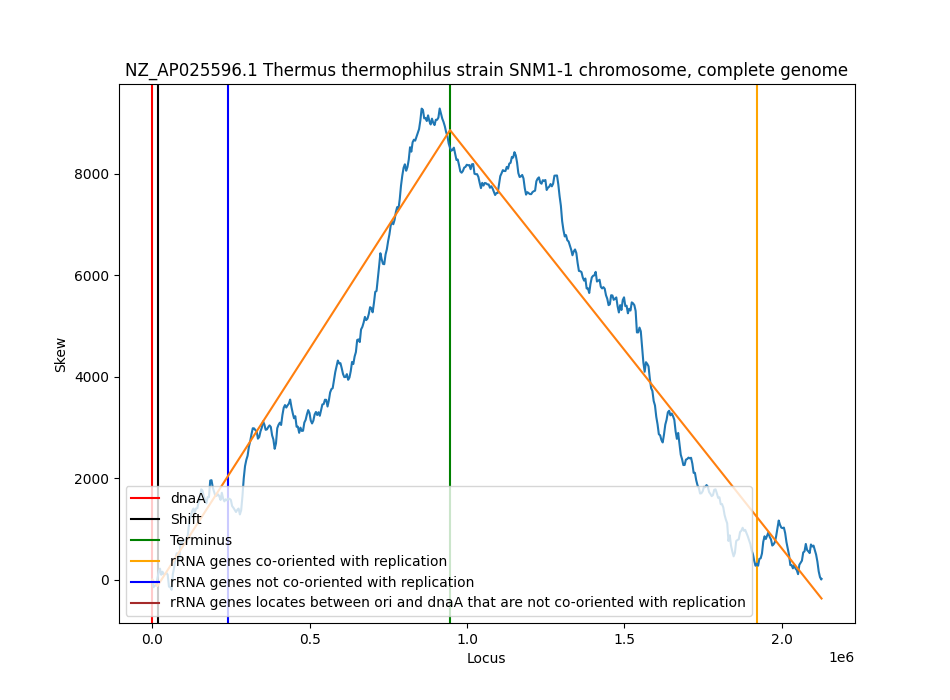 NZ_AP025596.1 Thermus thermophilus strain SNM1-1 chromosome, complete genome
Skew
8000
6000
4000
2000
0
dnaA
Shift
Terminus
rRNA genes co-oriented with replication
rRNA genes not co-oriented with replication
rRNA genes locates between ori and dnaA that are not co-oriented with replication
0.0 0.5 1.0 1.5 2.0
Locus
1e6